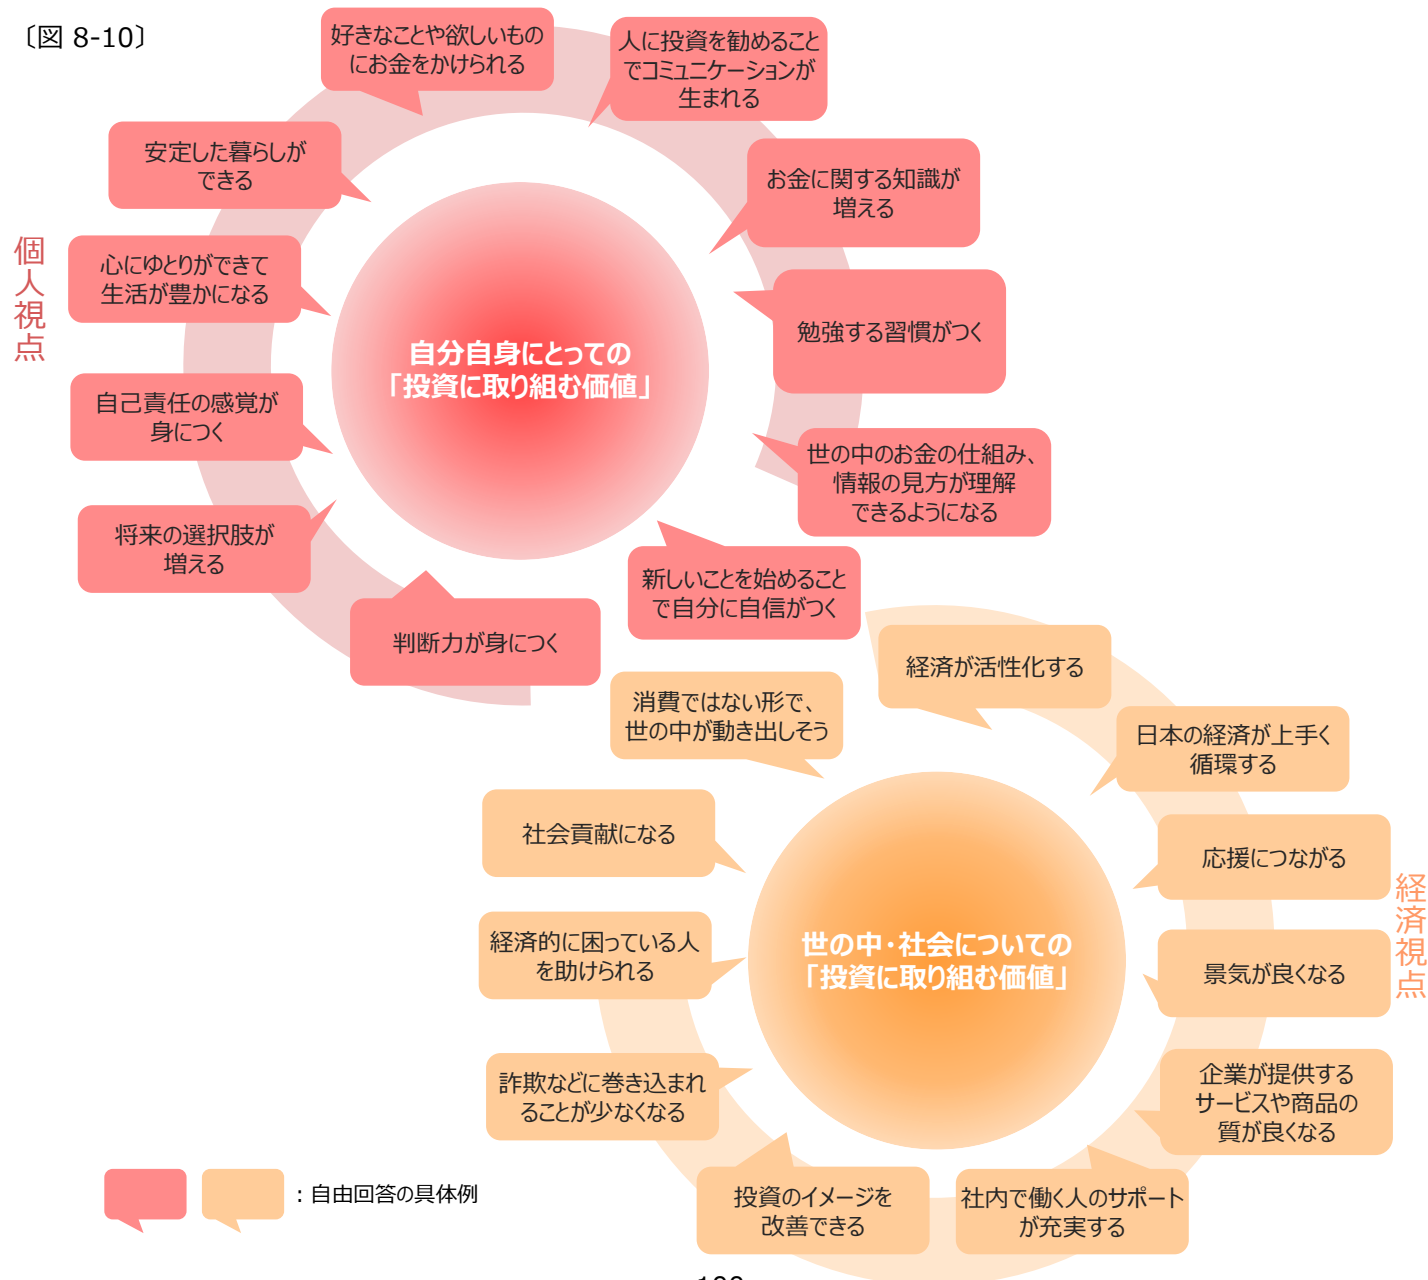 〔図 8-10〕
好きなことや欲しいもの
にお金をかけられる
人に投資を勧めること
でコミュニケーションが
生まれる
安定した暮らしが
できる
お金に関する知識が
増える
個人視点
心にゆとりができて
生活が豊かになる
勉強する習慣がつく
自分自身にとっての
「投資に取り組む価値」
自己責任の感覚が
身につく
世の中のお金の仕組み、
情報の見方が理解
できるようになる
将来の選択肢が
増える
新しいことを始めること
で自分に自信がつく
判断力が身につく
経済が活性化する
消費ではない形で、
世の中が動き出しそう
日本の経済が上手く
循環する
社会貢献になる
応援につながる
経済視点
経済的に困っている人
を助けられる
世の中・社会についての
「投資に取り組む価値」
景気が良くなる
詐欺などに巻き込まれ
ることが少なくなる
企業が提供する
サービスや商品の
質が良くなる
投資のイメージを
改善できる
社内で働く人のサポート
が充実する
：自由回答の具体例